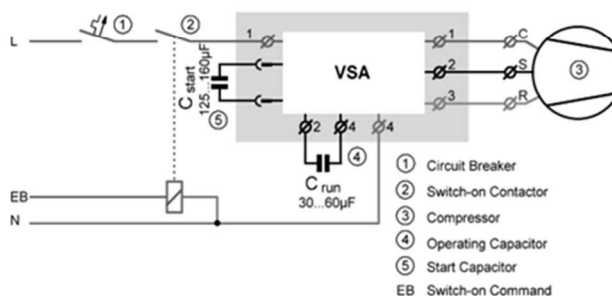 L
1
2
1
1
C
2
S
3
R
3
VSA
C start
125...160µF
5
2
4
4
4
C run
30...60µF
EB
N
1 Circuit Breaker
2 Switch-on Contactor
3 Compressor
4 Operating Capacitor
5 Start Capacitor
EB Switch-on Command